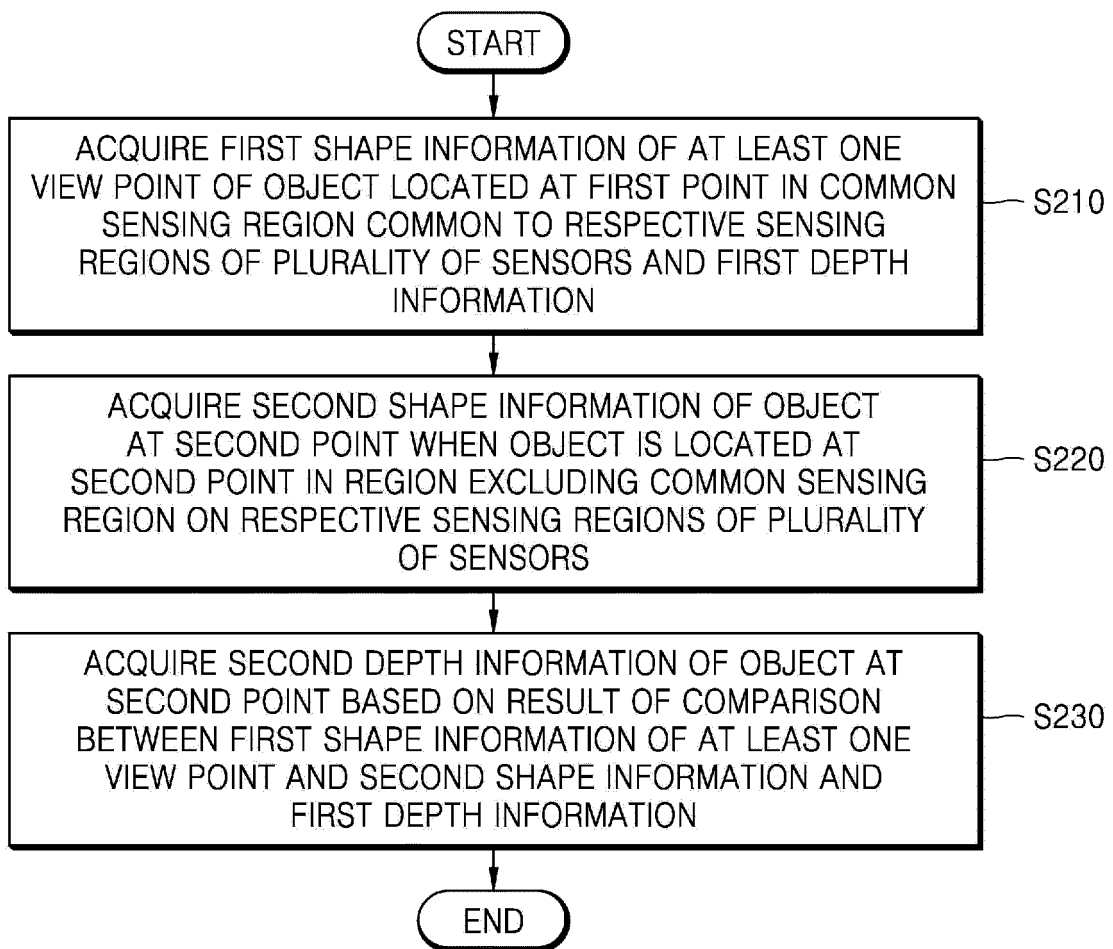 START
ACQUIRE FIRST SHAPE INFORMATION OF AT LEAST ONE
VIEW POINT OF OBJECT LOCATED AT FIRST POINT IN COMMON
SENSING REGION COMMON TO RESPECTIVE SENSING
REGIONS OF PLURALITY OF SENSORS AND FIRST DEPTH
INFORMATION
S210
ACQUIRE SECOND SHAPE INFORMATION OF OBJECT
AT SECOND POINT WHEN OBJECT IS LOCATED AT
SECOND POINT IN REGION EXCLUDING COMMON SENSING
REGION ON RESPECTIVE SENSING REGIONS OF PLURALITY
OF SENSORS
S220
ACQUIRE SECOND DEPTH INFORMATION OF OBJECT AT
SECOND POINT BASED ON RESULT OF COMPARISON
BETWEEN FIRST SHAPE INFORMATION OF AT LEAST ONE
VIEW POINT AND SECOND SHAPE INFORMATION AND
FIRST DEPTH INFORMATION
S230
END